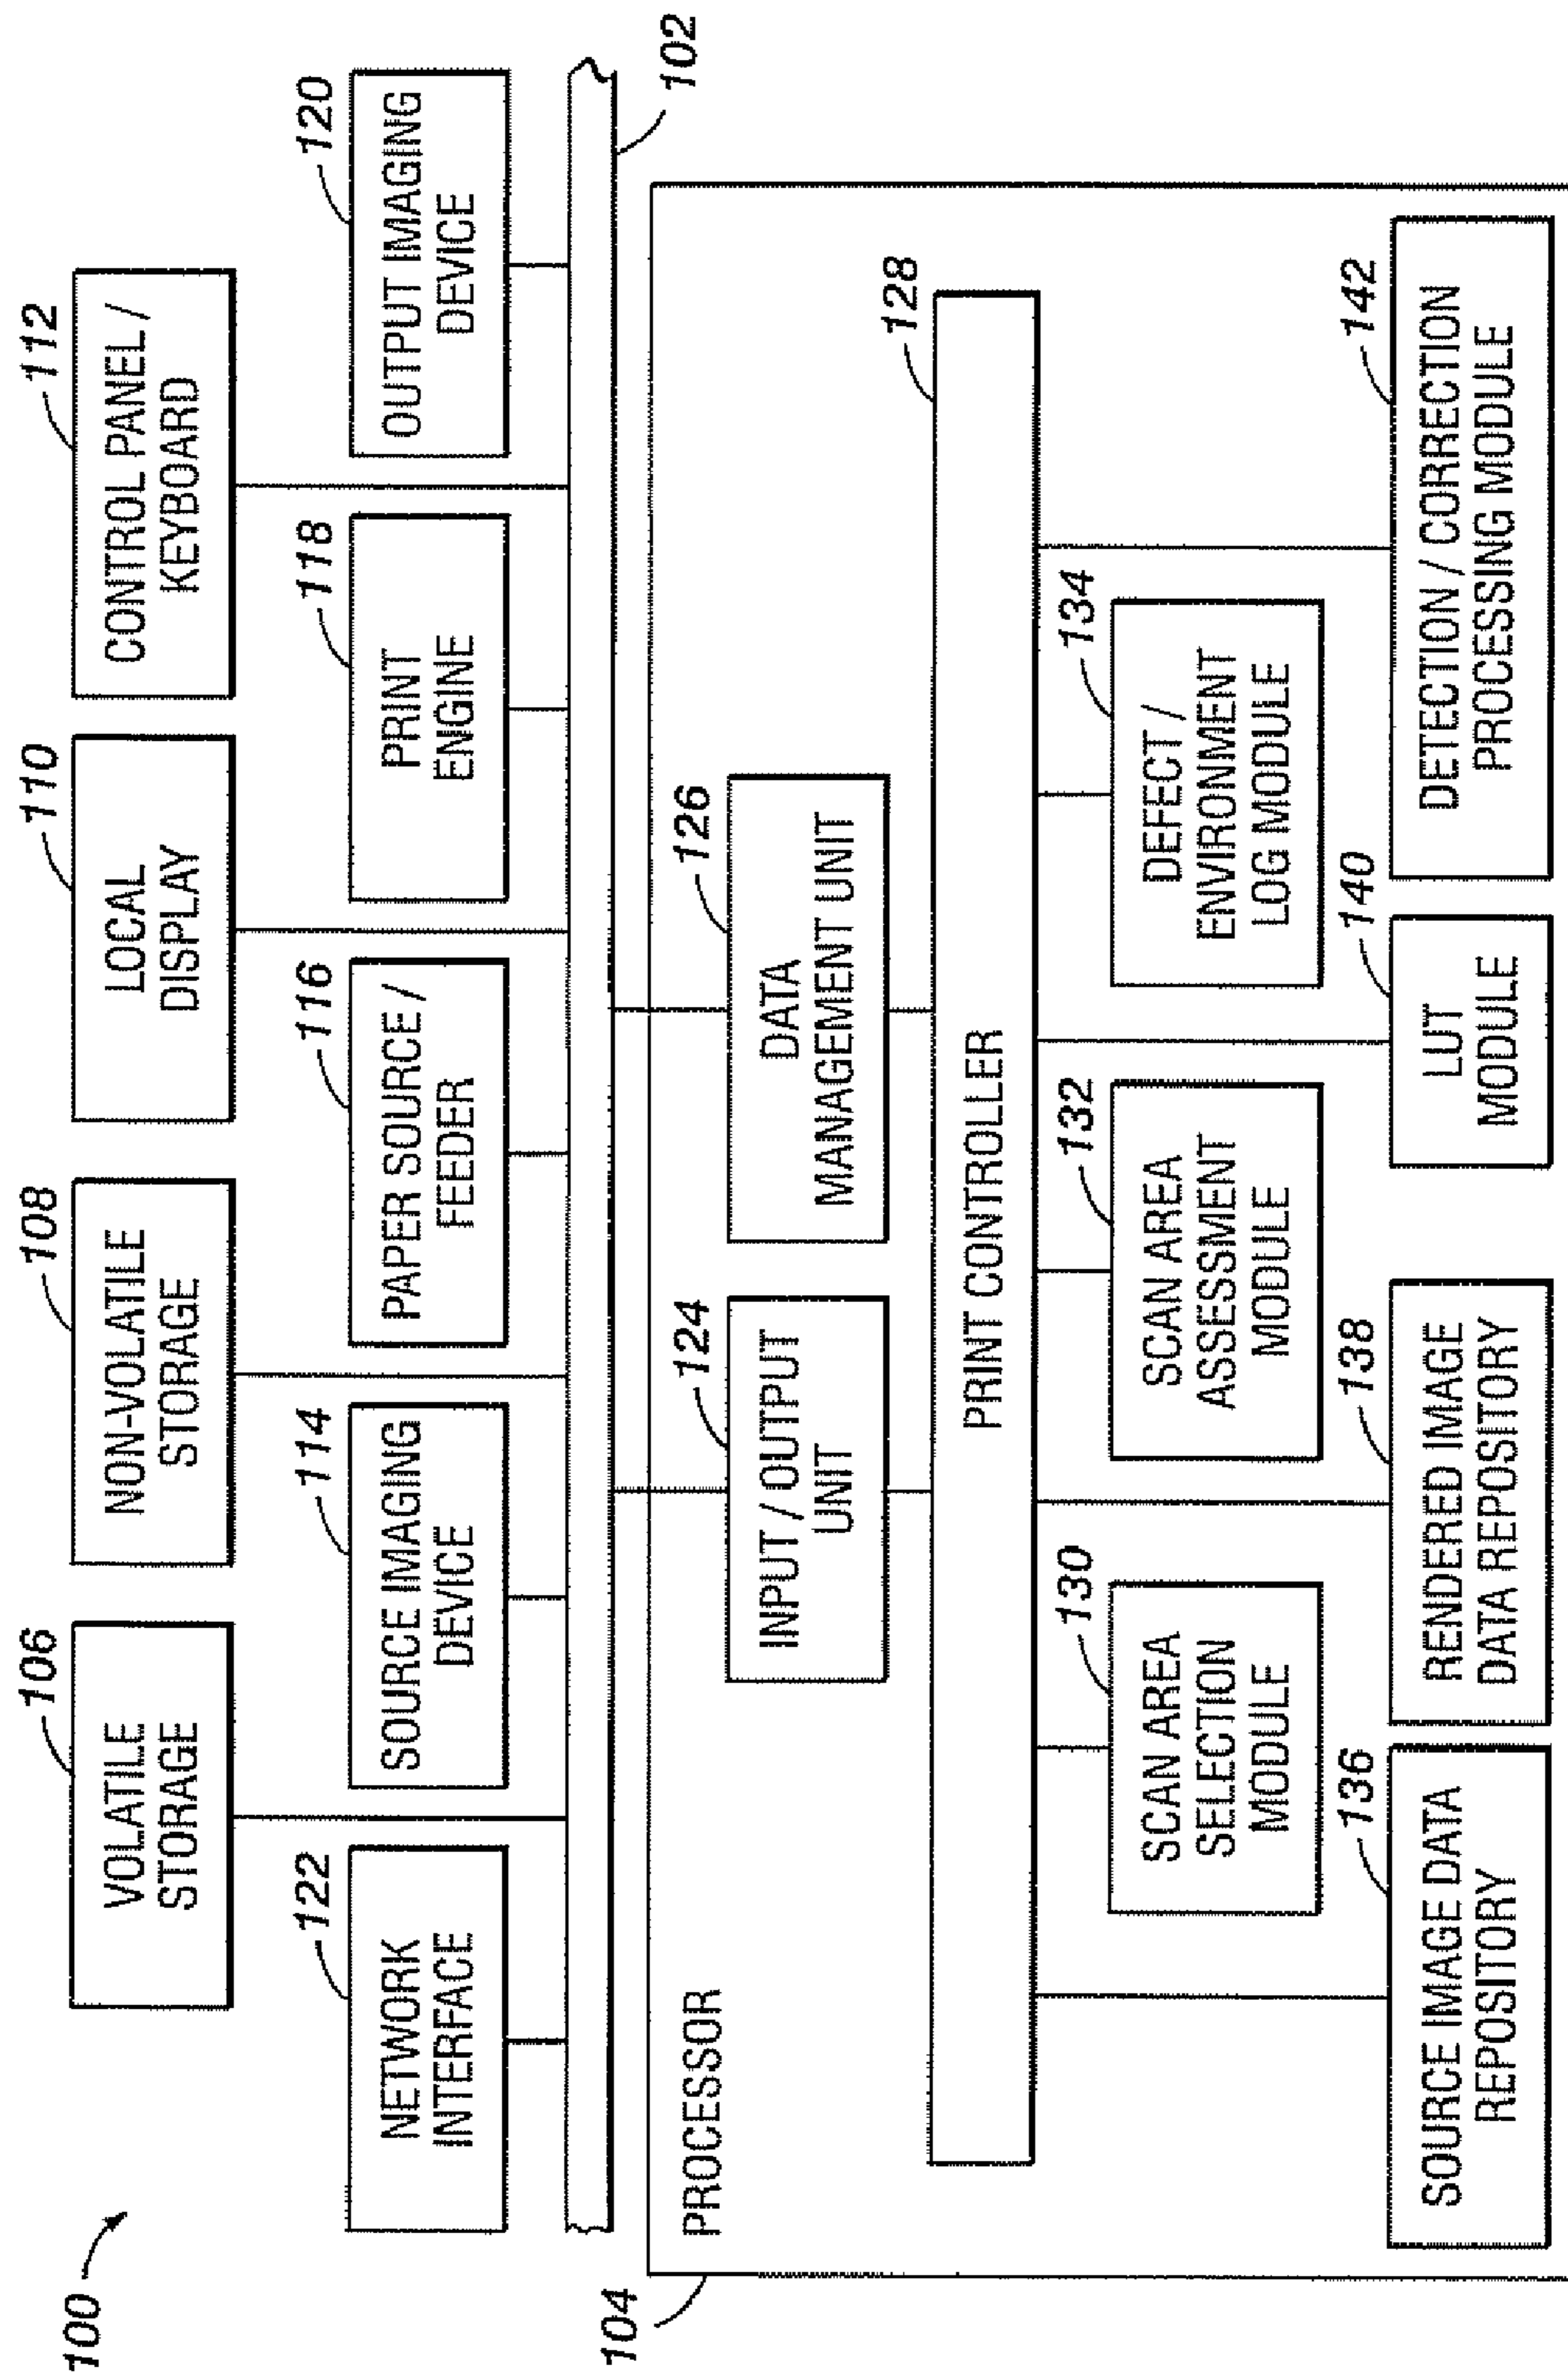 100
106
VOLATILE
STORAGE
108
NON-VOLATILE
STORAGE
110
LOCAL
DISPLAY
112
CONTROL PANEL /
KEYBOARD
122
NETWORK
INTERFACE
114
SOURCE IMAGING
DEVICE
116
PAPER SOURCE /
FEEDER
118
PRINT
ENGINE
120
OUTPUT IMAGING
DEVICE
102
104
PROCESSOR
124
INPUT / OUTPUT
UNIT
126
DATA
MANAGEMENT UNIT
128
PRINT CONTROLLER
130
SCAN AREA
SELECTION
MODULE
132
SCAN AREA
ASSESSMENT
MODULE
134
DEFECT /
ENVIRONMENT
LOG MODULE
136
SOURCE IMAGE DATA
REPOSITORY
138
RENDERED IMAGE
DATA REPOSITORY
140
LUT
MODULE
142
DETECTION / CORRECTION
PROCESSING MODULE